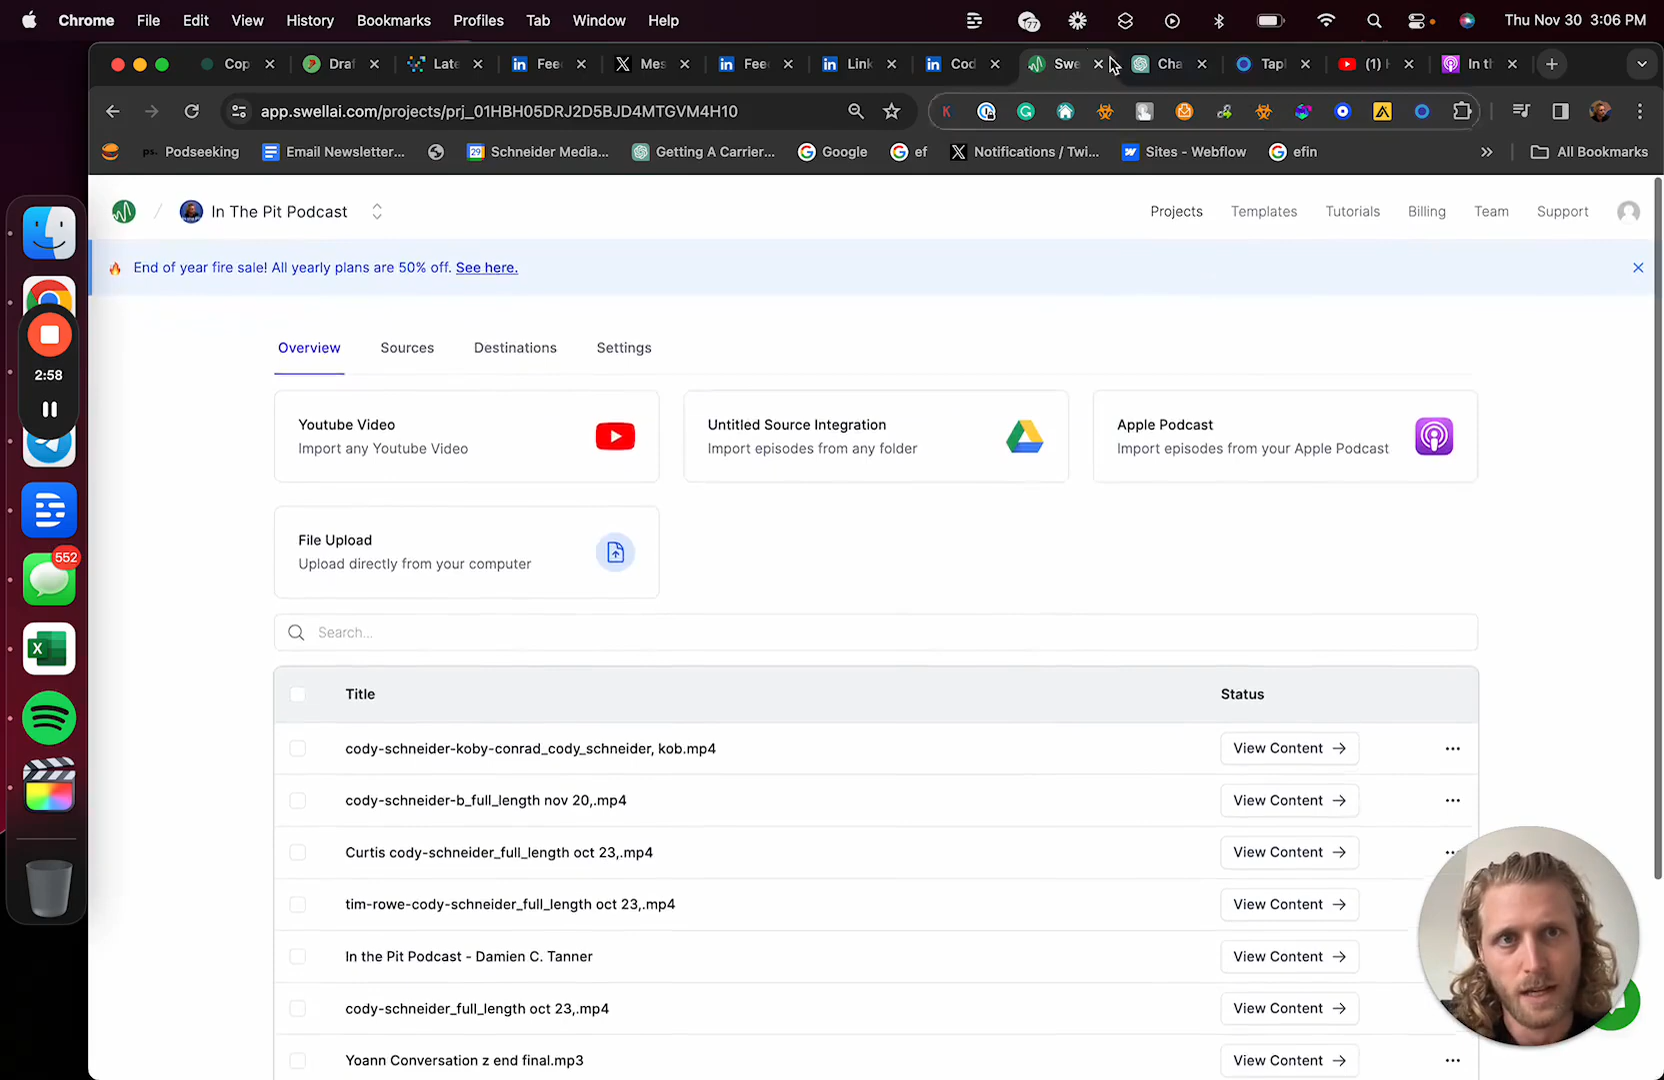 Chrome File Edit View History Bookmarks Profiles Tab Window Help 77 Thu Nov 30 3:06 PM
Cop Draf Late Feed Mes Feed Link Cod Swe Cha Tapl (1) In th
app.swellai.com/projects/prj_01HBH05DRJ2D5BJD4MTGVM4H10
ps. Podseeking Email Newsletter... 29 Schneider Media... Getting A Carrier... Google ef Notifications / Twi... Sites - Webflow efin » All Bookmarks
/ In The Pit Podcast Projects Templates Tutorials Billing Team Support
End of year fire sale! All yearly plans are 50% off. See here.
Overview Sources Destinations Settings
2:58
Youtube Video
Import any Youtube Video
Untitled Source Integration
Import episodes from any folder
Apple Podcast
Import episodes from your Apple Podcast
File Upload
Upload directly from your computer
552
Search...
Title Status
cody-schneider-koby-conrad_cody_schneider, kob.mp4 View Content →
cody-schneider-b_full_length nov 20,.mp4 View Content →
Curtis cody-schneider_full_length oct 23,.mp4 View Content →
tim-rowe-cody-schneider_full_length oct 23,.mp4 View Content →
In the Pit Podcast - Damien C. Tanner View Content →
cody-schneider_full_length oct 23,.mp4 View Content →
Yoann Conversation z end final.mp3 View Content →